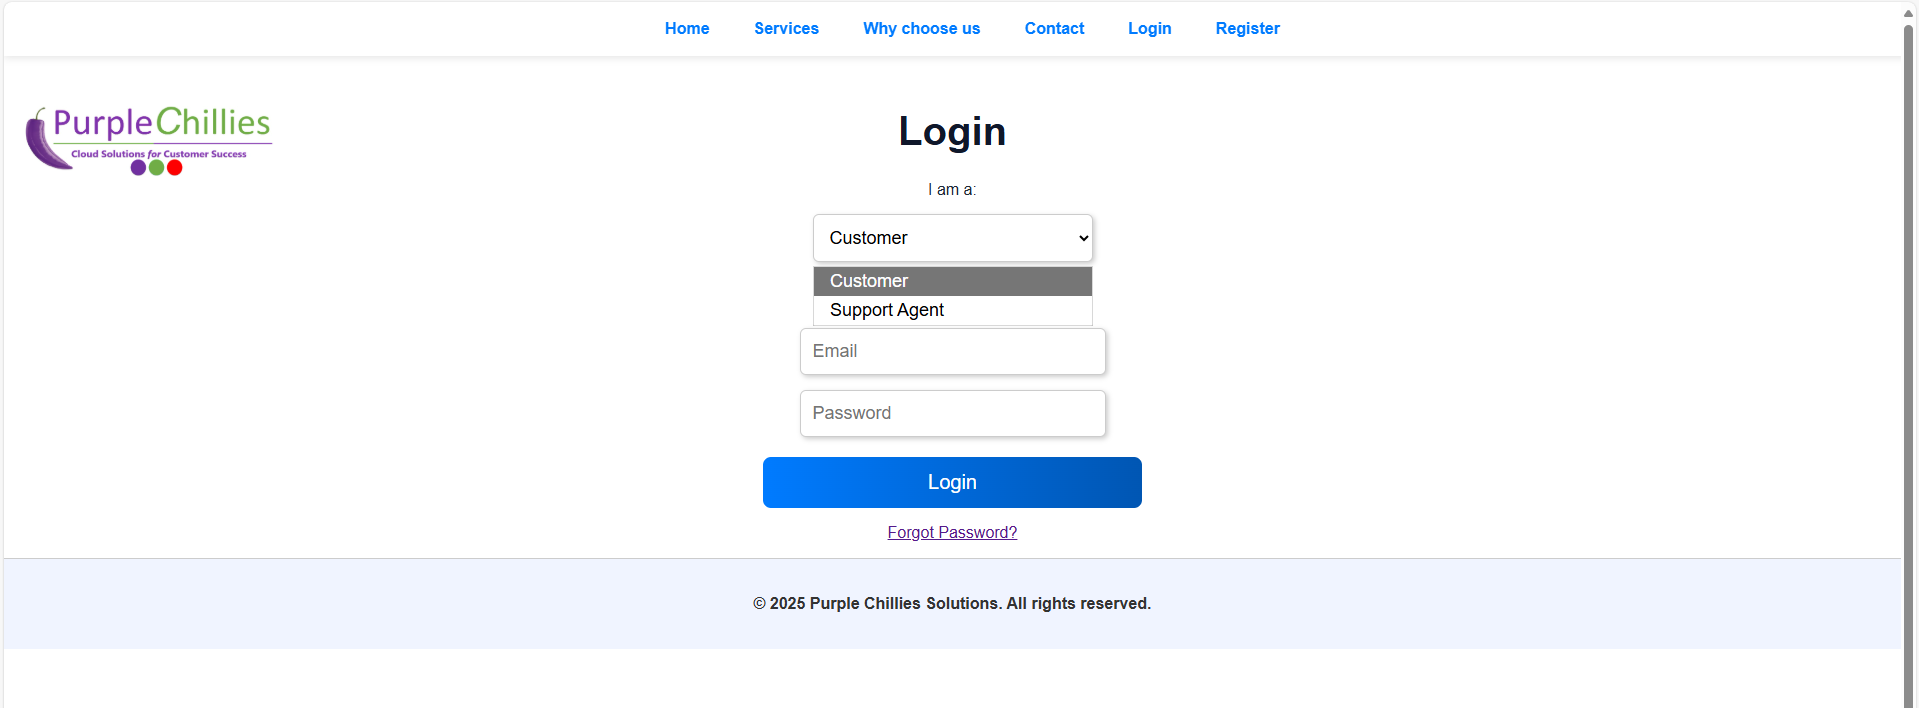 Home Services Why choose us Contact Login Register
PurpleChillies
Cloud Solutions for Customer Success
Login
I am a:
Customer
Customer
Support Agent
Email
Password
Login
Forgot Password?
© 2025 Purple Chillies Solutions. All rights reserved.